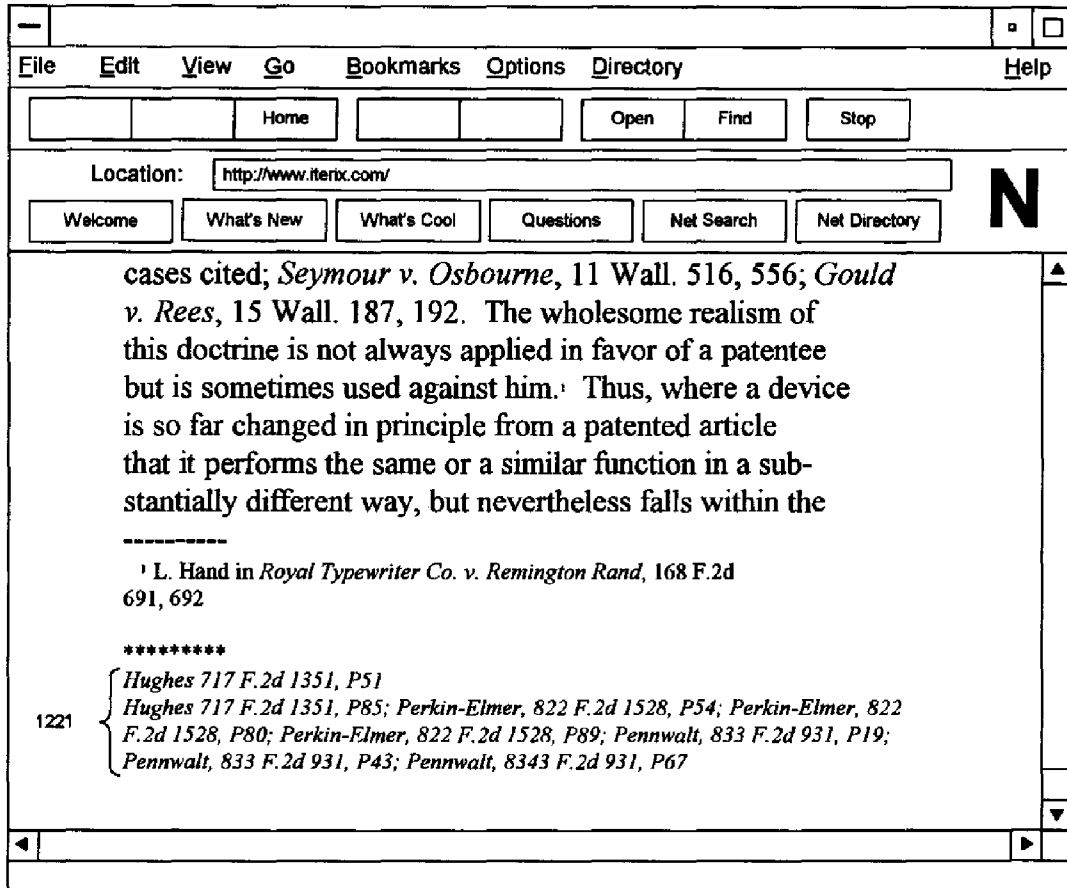 File Edit View Go Bookmarks Options Directory Help
Home Open Find Stop
Location: http://www.iterix.com/
N
Welcome What's New What's Cool Questions Net Search Net Directory
cases cited; Seymour v. Osbourne, 11 Wall. 516, 556; Gould
v. Rees, 15 Wall. 187, 192. The wholesome realism of
this doctrine is not always applied in favor of a patentee
but is sometimes used against him.¹ Thus, where a device
is so far changed in principle from a patented article
that it performs the same or a similar function in a sub-
stantially different way, but nevertheless falls within the
----------
¹ L. Hand in Royal Typewriter Co. v. Remington Rand, 168 F.2d
691, 692
*********
Hughes 717 F.2d 1351, P51
1221 Hughes 717 F.2d 1351, P85; Perkin-Elmer, 822 F.2d 1528, P54; Perkin-Elmer, 822
F.2d 1528, P80; Perkin-Elmer, 822 F.2d 1528, P89; Pennwalt, 833 F.2d 931, P19;
Pennwalt, 833 F.2d 931, P43; Pennwalt, 8343 F.2d 931, P67